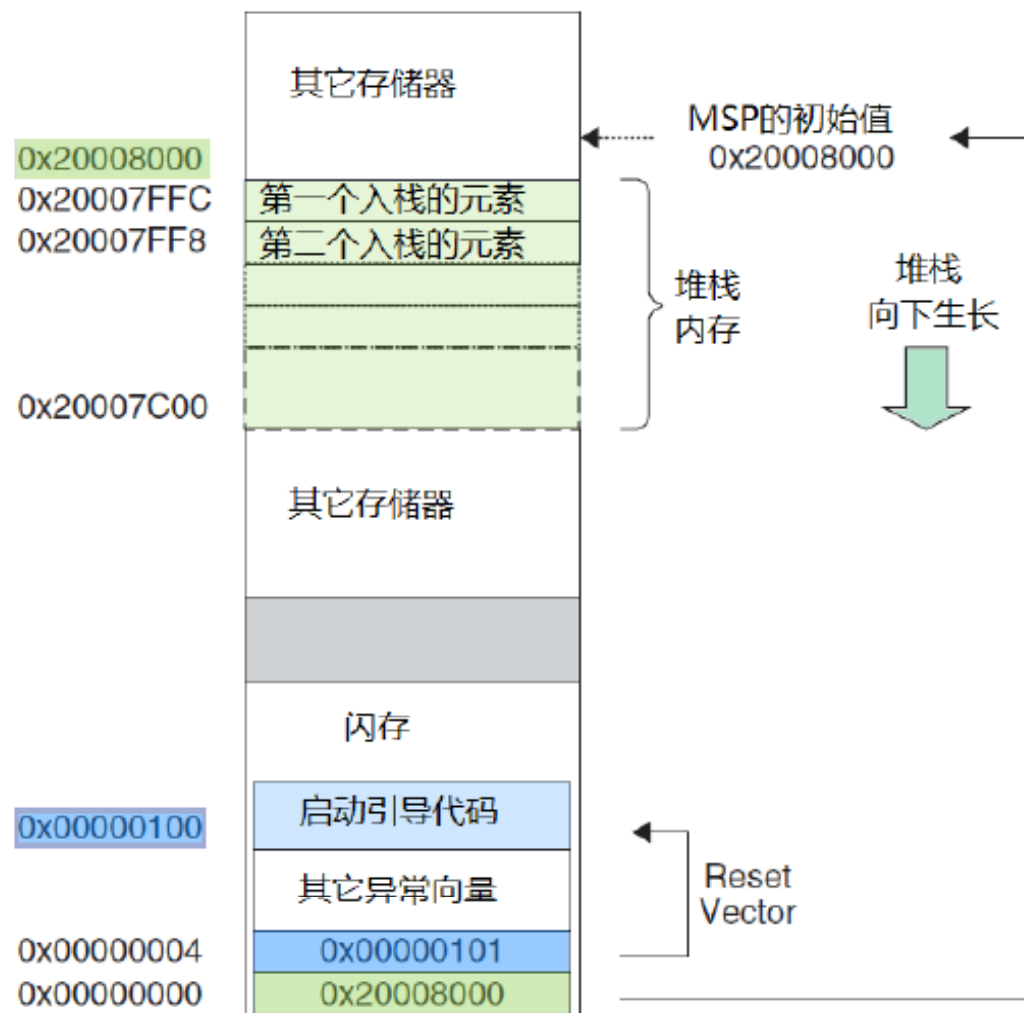 其它存储器
MSP的初始值
0x20008000
0x20008000
0x20007FFC
第一个入栈的元素
0x20007FF8
第二个入栈的元素
堆栈
内存
堆栈
向下生长
0x20007C00
其它存储器
闪存
0x00000100
启动引导代码
其它异常向量
Reset
Vector
0x00000004
0x00000101
0x00000000
0x20008000